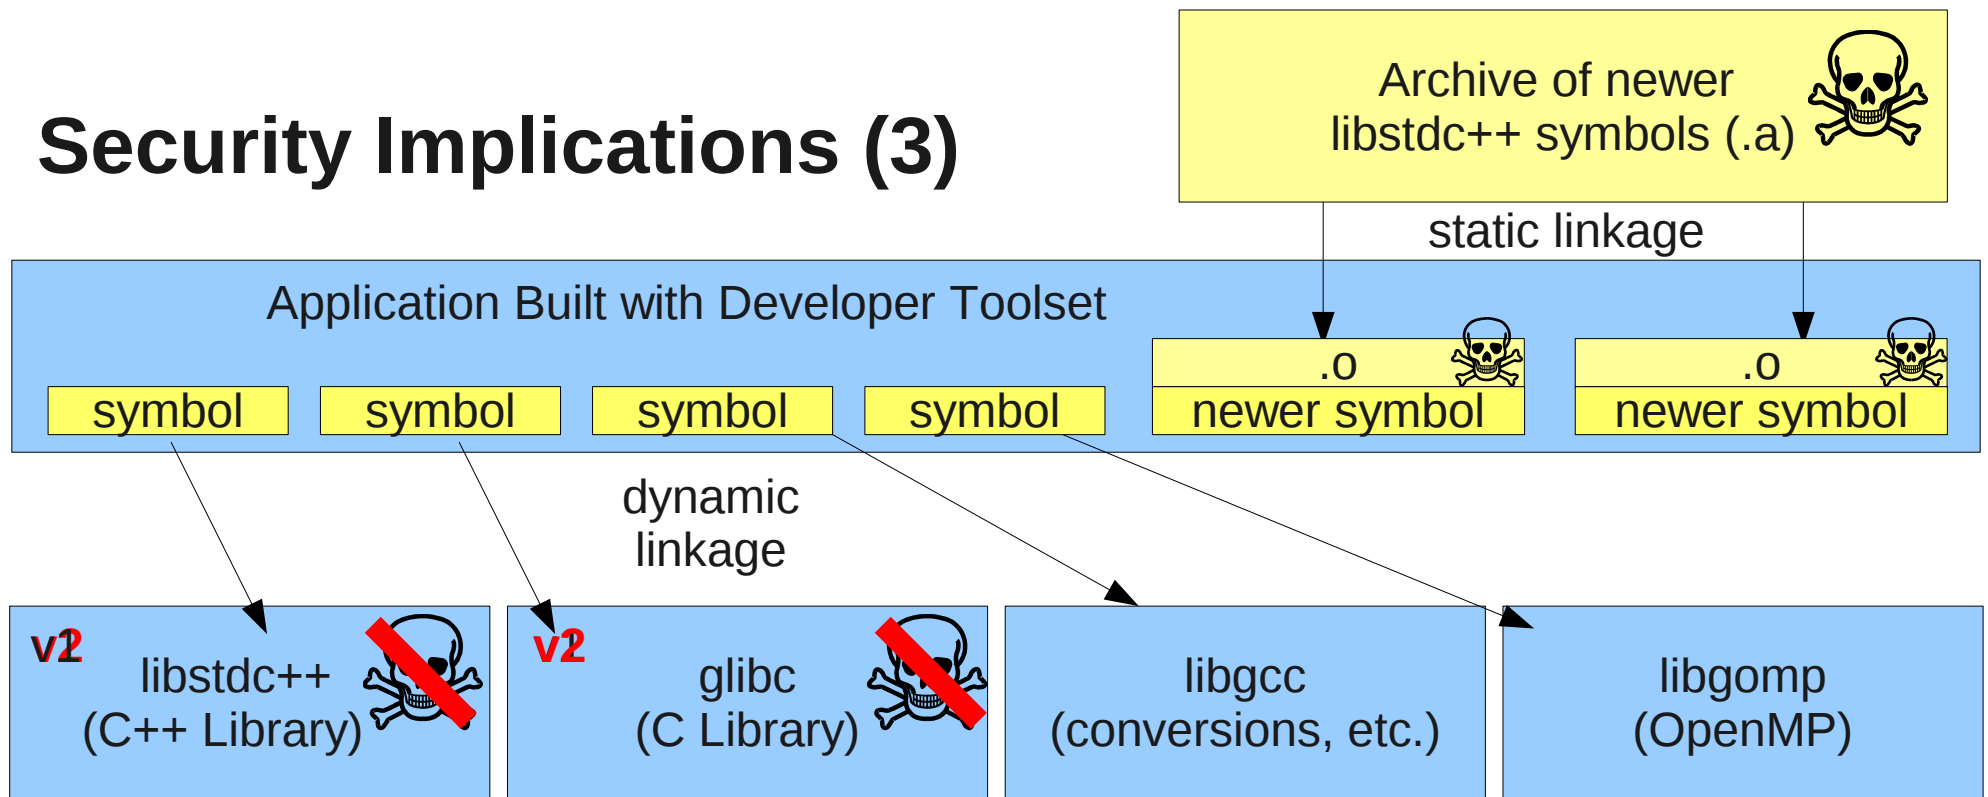 Archive of newer
libstdc++ symbols (.a)
Security Implications (3)
static linkage
Application Built with Developer Toolset
.o
.o
symbol
symbol
symbol
symbol
newer symbol
newer symbol
dynamic
linkage
v2
libstdc++
(C++ Library)
v2
glibc
(C Library)
libgcc
(conversions, etc.)
libgomp
(OpenMP)